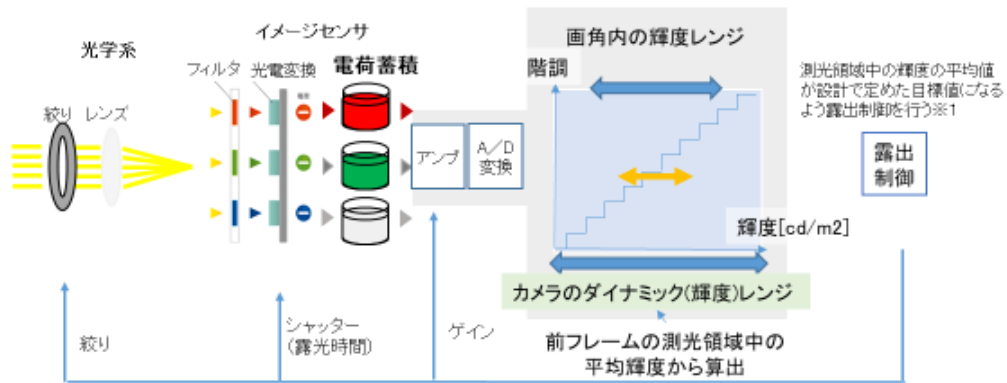 光学系
イメージセンサ
画角内の輝度レンジ
フィルタ
光電変換
電荷蓄積
階調
測光領域中の輝度の平均値
が設計で定めた目標値になる
よう露出制御を行う※1
絞り
レンズ
アンプ
A/D
変換
露出
制御
輝度[cd/m2]
カメラのダイナミック(輝度)レンジ
絞り
シャッター
(露光時間)
ゲイン
前フレームの測光領域中の
平均輝度から算出